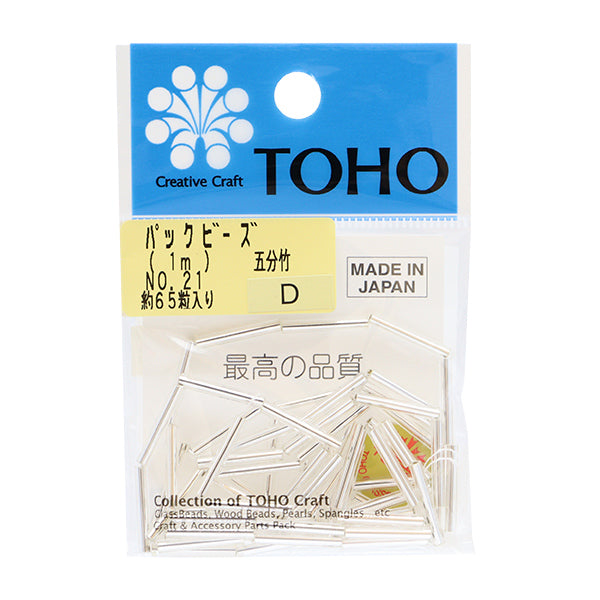 Creative Craft
TOHO
パックビーズ
(1m) 五分竹
NO.21
約65粒入り
D
MADE IN
JAPAN
最高の品質
Collection of TOHO Craft
GlassBeads, Wood Beads, Pearls, Spangles etc
Craft & Accessory Parts Pack